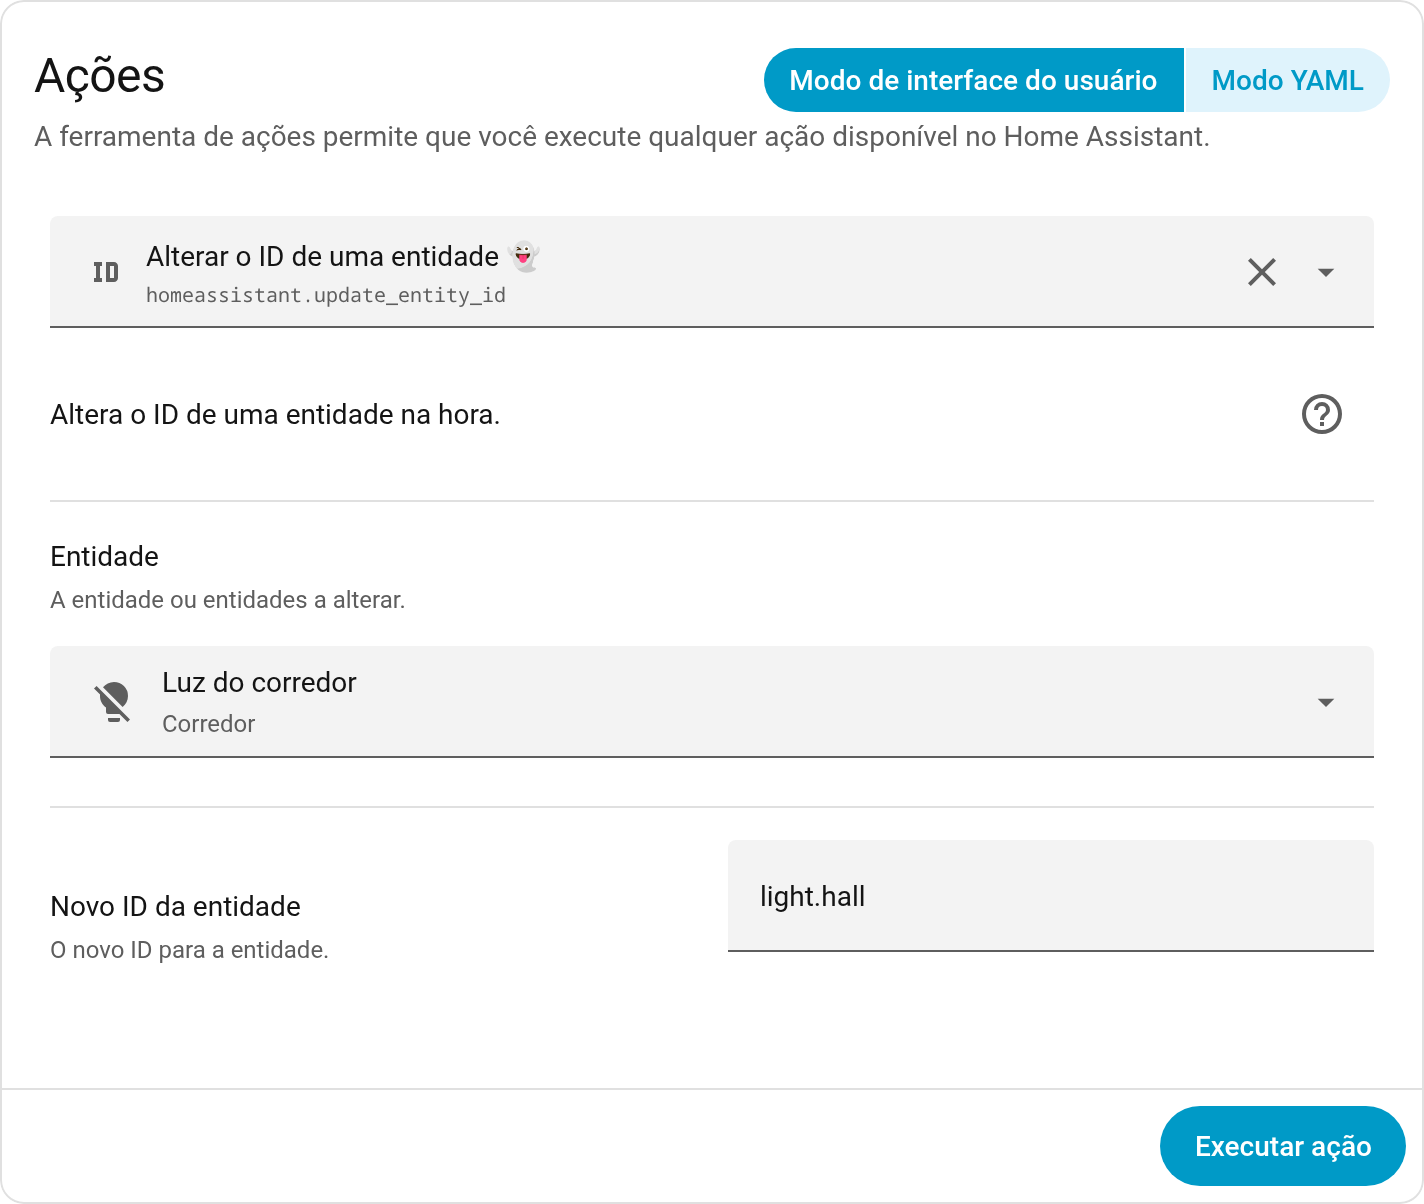 Ações
Modo de interface do usuário
Modo YAML
A ferramenta de ações permite que você execute qualquer ação disponível no Home Assistant.
ID
Alterar o ID de uma entidade 👻
homeassistant.update_entity_id
Altera o ID de uma entidade na hora.
Entidade
A entidade ou entidades a alterar.
Luz do corredor
Corredor
Novo ID da entidade
O novo ID para a entidade.
light.hall
Executar ação